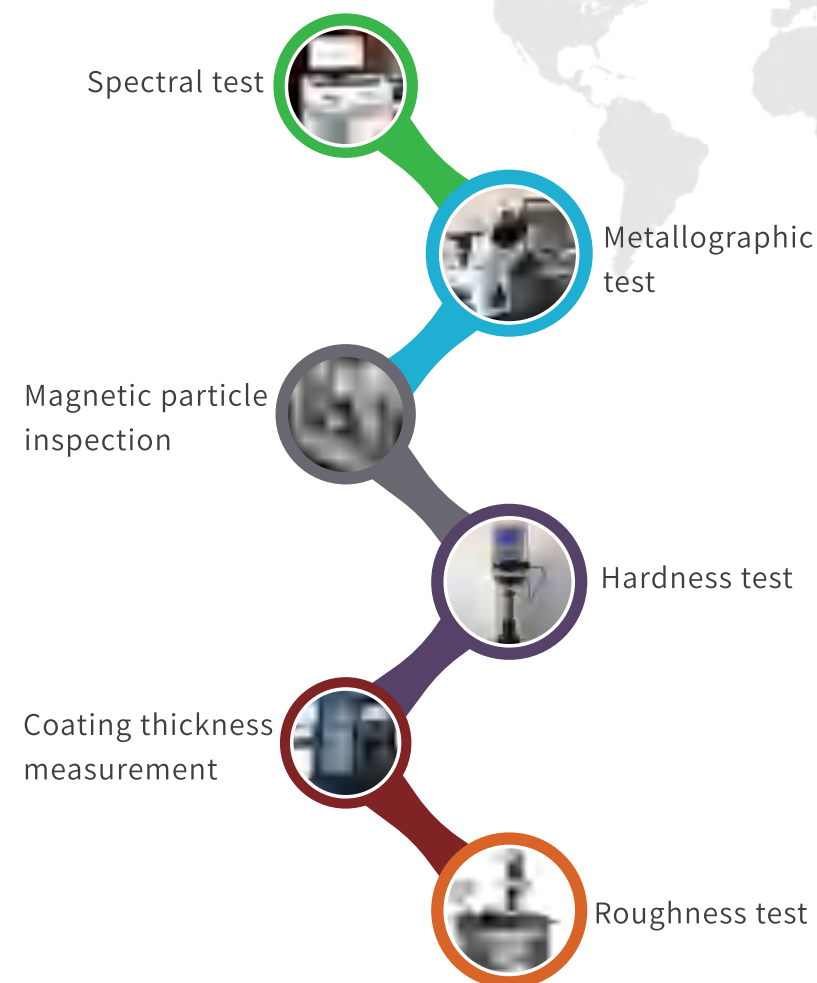 Spectral test
Metallographic
test
Magnetic particle
inspection
Hardness test
Coating thickness
measurement
Roughness test